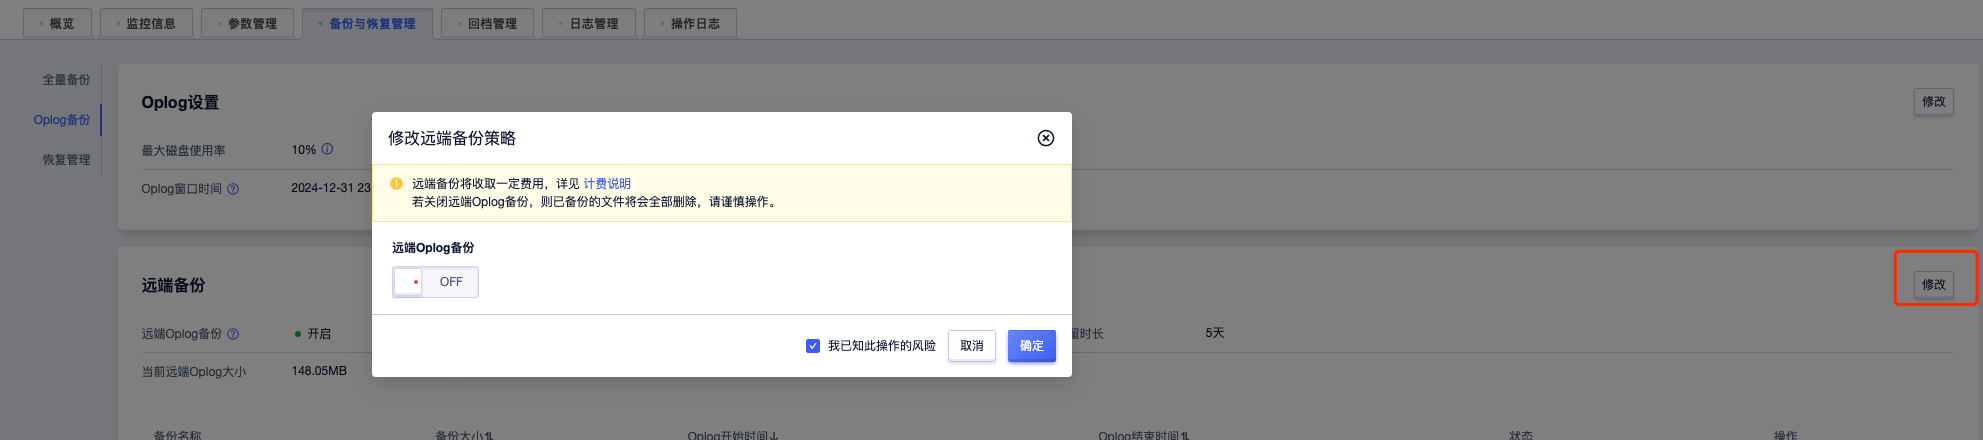 概览 监控信息 参数管理 备份与恢复管理 回档管理 日志管理 操作日志
全量备份
Oplog备份
恢复管理
Oplog设置 修改
最大磁盘使用率 10%
Oplog窗口时间 2024-12-31 23
修改远端备份策略
远端备份将收取一定费用，详见 计费说明
若关闭远端Oplog备份，则已备份的文件将会全部删除，请谨慎操作。
远端Oplog备份
OFF
我已知此操作的风险 取消 确定
远端备份 修改
远端Oplog备份 开启 留时长 5天
当前远端Oplog大小 148.05MB
备份名称 备份大小 Oplog开始时间 Oplog结束时间 状态 操作